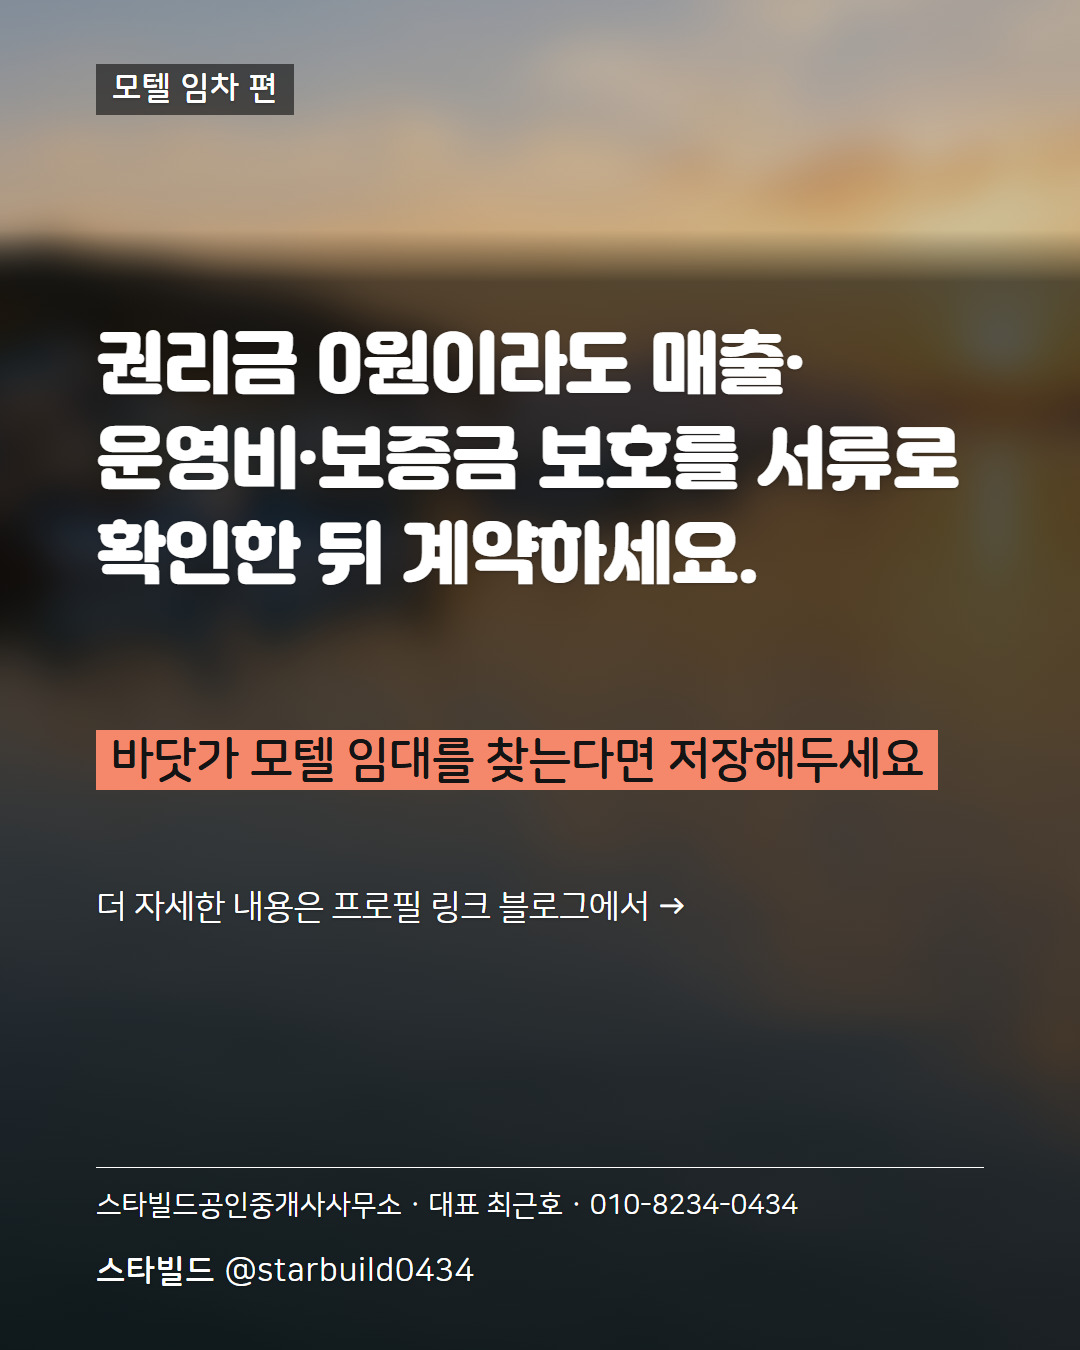 모텔 임차 편
권리금 0원이라도 매출·
운영비·보증금 보호를 서류로
확인한 뒤 계약하세요.
바닷가 모텔 임대를 찾는다면 저장해두세요
더 자세한 내용은 프로필 링크 블로그에서 →
스타빌드공인중개사사무소 · 대표 최근호 · 010-8234-0434
스타빌드 @starbuild0434